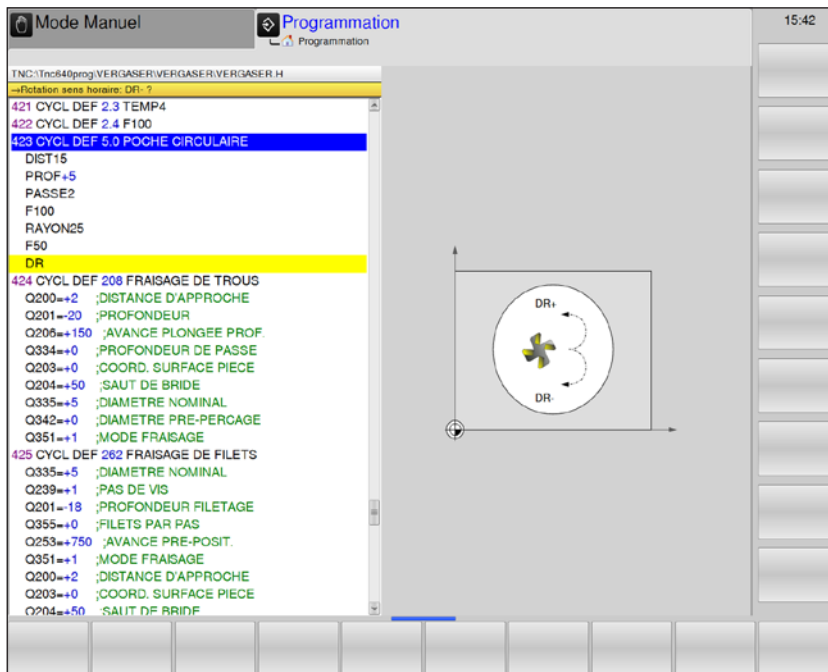 Mode Manuel
Programmation
Programmation
15:42
TNC:\Tnc640prog\VERGASER\VERGASER\VERGASER.H
→Rotation sens horaire: DR- ?
421 CYCL DEF 2.3 TEMP4
422 CYCL DEF 2.4 F100
423 CYCL DEF 5.0 POCHE CIRCULAIRE
DIST15
PROF+5
PASSE2
F100
RAYON25
F50
DR
424 CYCL DEF 208 FRAISAGE DE TROUS
Q200=+2 ;DISTANCE D'APPROCHE
Q201=-20 ;PROFONDEUR
Q206=+150 ;AVANCE PLONGEE PROF.
Q334=+0 ;PROFONDEUR DE PASSE
Q203=+0 ;COORD. SURFACE PIECE
Q204=+50 ;SAUT DE BRIDE
Q335=+5 ;DIAMETRE NOMINAL
Q342=+0 ;DIAMETRE PRE-PERCAGE
Q351=+1 ;MODE FRAISAGE
425 CYCL DEF 262 FRAISAGE DE FILETS
Q335=+5 ;DIAMETRE NOMINAL
Q239=+1 ;PAS DE VIS
Q201=-18 ;PROFONDEUR FILETAGE
Q355=+0 ;FILETS PAR PAS
Q253=+750 ;AVANCE PRE-POSIT.
Q351=+1 ;MODE FRAISAGE
Q200=+2 ;DISTANCE D'APPROCHE
Q203=+0 ;COORD. SURFACE PIECE
Q204=+50 ;SAUT DE BRIDE
DR+
DR-